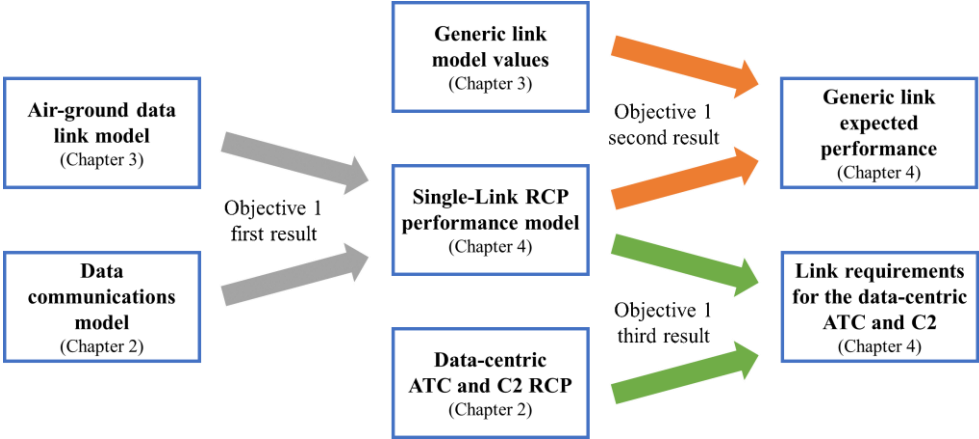 Air-ground data
link model
(Chapter 3)
Data
communications
model
(Chapter 2)
Objective 1
first result
Generic link
model values
(Chapter 3)
Single-Link RCP
performance model
(Chapter 4)
Data-centric
ATC and C2 RCP
(Chapter 2)
Objective 1
second result
Objective 1
third result
Generic link
expected
performance
(Chapter 4)
Link requirements
for the data-centric
ATC and C2
(Chapter 4)